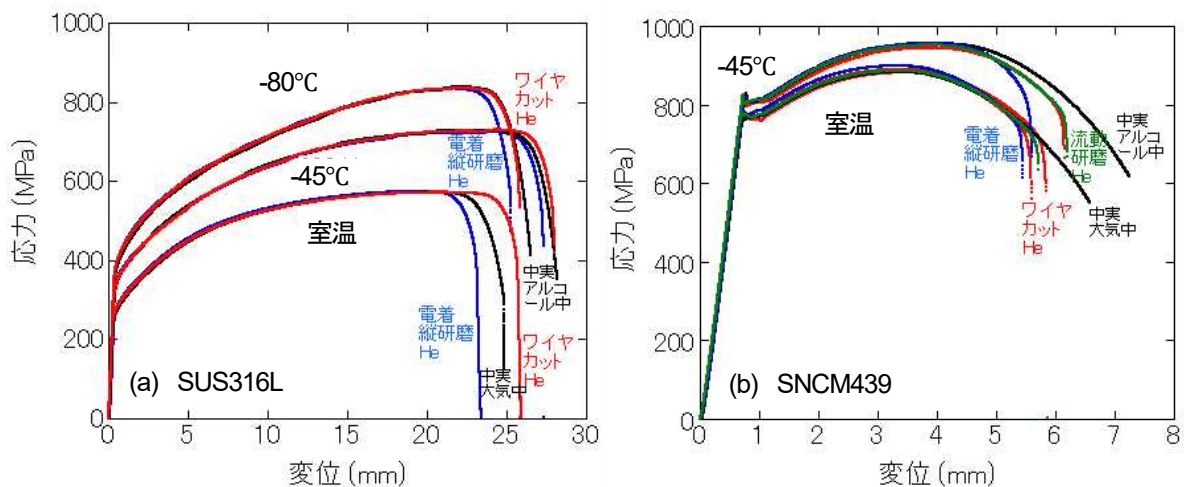 1000
800
600
400
200
0
応力 (MPa)
-80℃
-45℃
室温
ワイヤ
カット
He
電着
縦研磨
He
中実
アルコ
ール中
電着
縦研磨
He
中実
大気中
ワイヤ
カット
He
(a) SUS316L
0
5
10
15
20
25
30
変位 (mm)
1000
800
600
400
200
0
応力 (MPa)
-45℃
室温
電着
縦研磨
He
流動
研磨
He
中実
アルコ
ール中
ワイヤ
カット
He
中実
大気中
(b) SNCM439
0
1
2
3
4
5
6
7
8
変位 (mm)